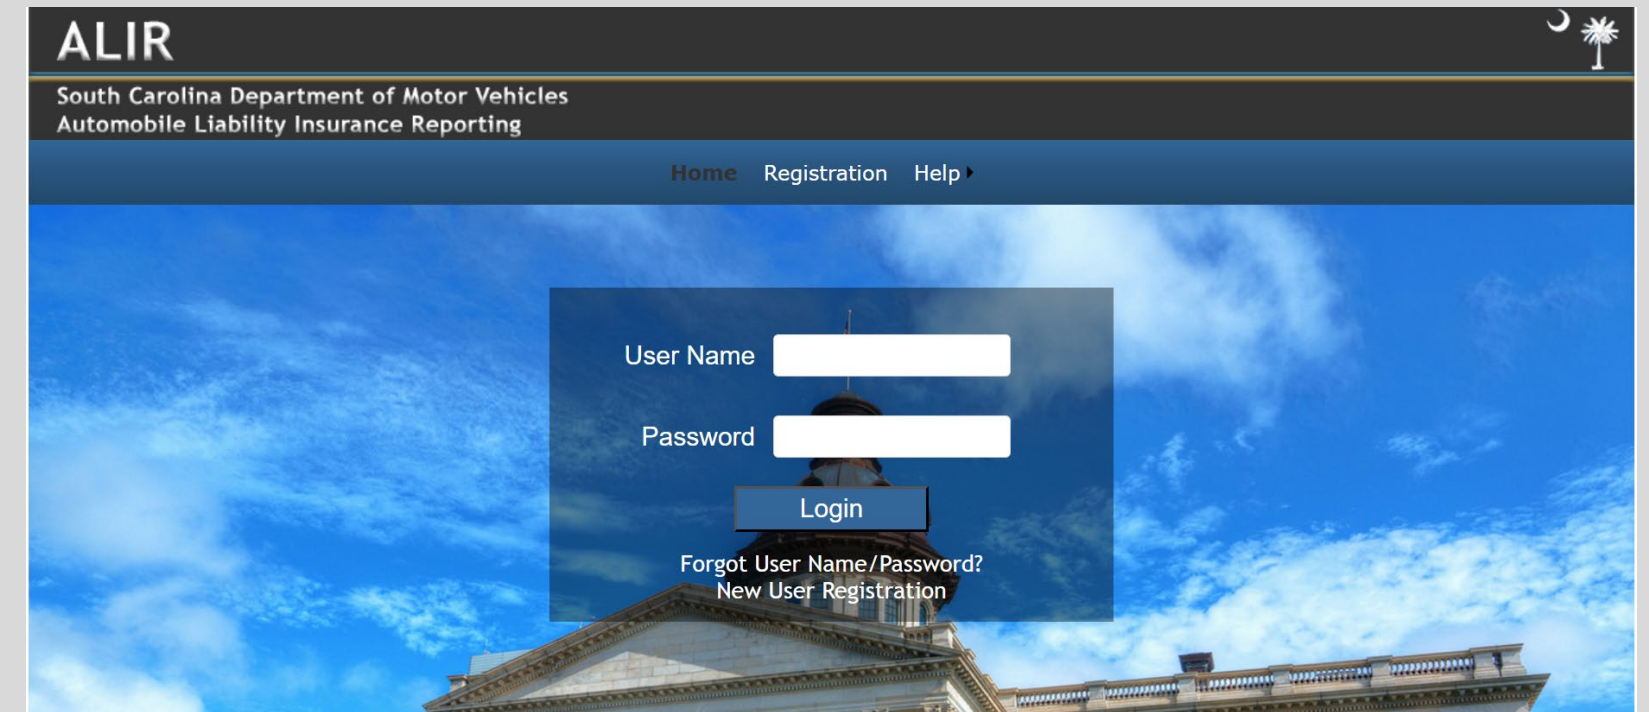 ALIR
South Carolina Department of Motor Vehicles
Automobile Liability Insurance Reporting
Home Registration Help
User Name
Password
Login
Forgot User Name/Password?
New User Registration